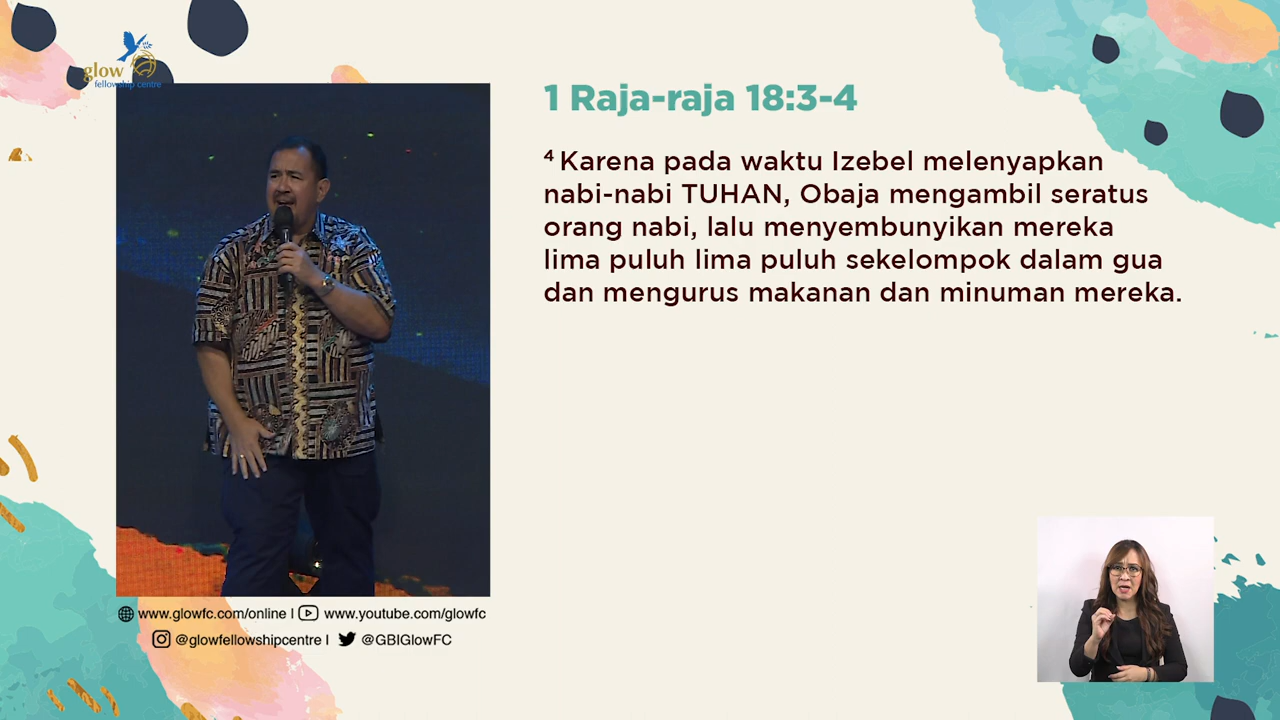 glow
fellowship centre
1 Raja-raja 18:3-4
4 Karena pada waktu Izebel melenyapkan
nabi-nabi TUHAN, Obaja mengambil seratus
orang nabi, lalu menyembunyikan mereka
lima puluh lima puluh sekelompok dalam gua
dan mengurus makanan dan minuman mereka.
www.glowfc.com/online | www.youtube.com/glowfc
@glowfellowshipcentre | @GBIGlowFC